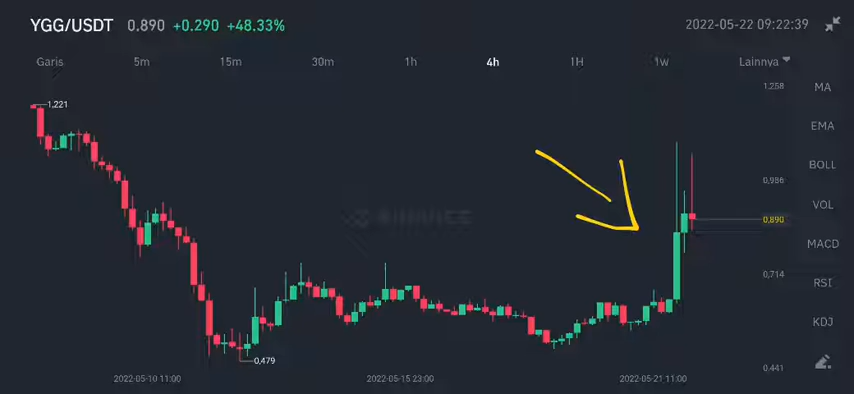 YGG/USDT 0.890 +0.290 +48.33% 2022-05-22 09:22:39
Garis 5m 15m 30m 1h 4h 1H 1w Lainnya
MA
EMA
BOLL
VOL
MACD
RSI
KDJ
1,221
0,479
1,258
0,986
0,890
0,714
0,441
BINANCE
2022-05-10 11:00 2022-05-15 23:00 2022-05-21 11:00